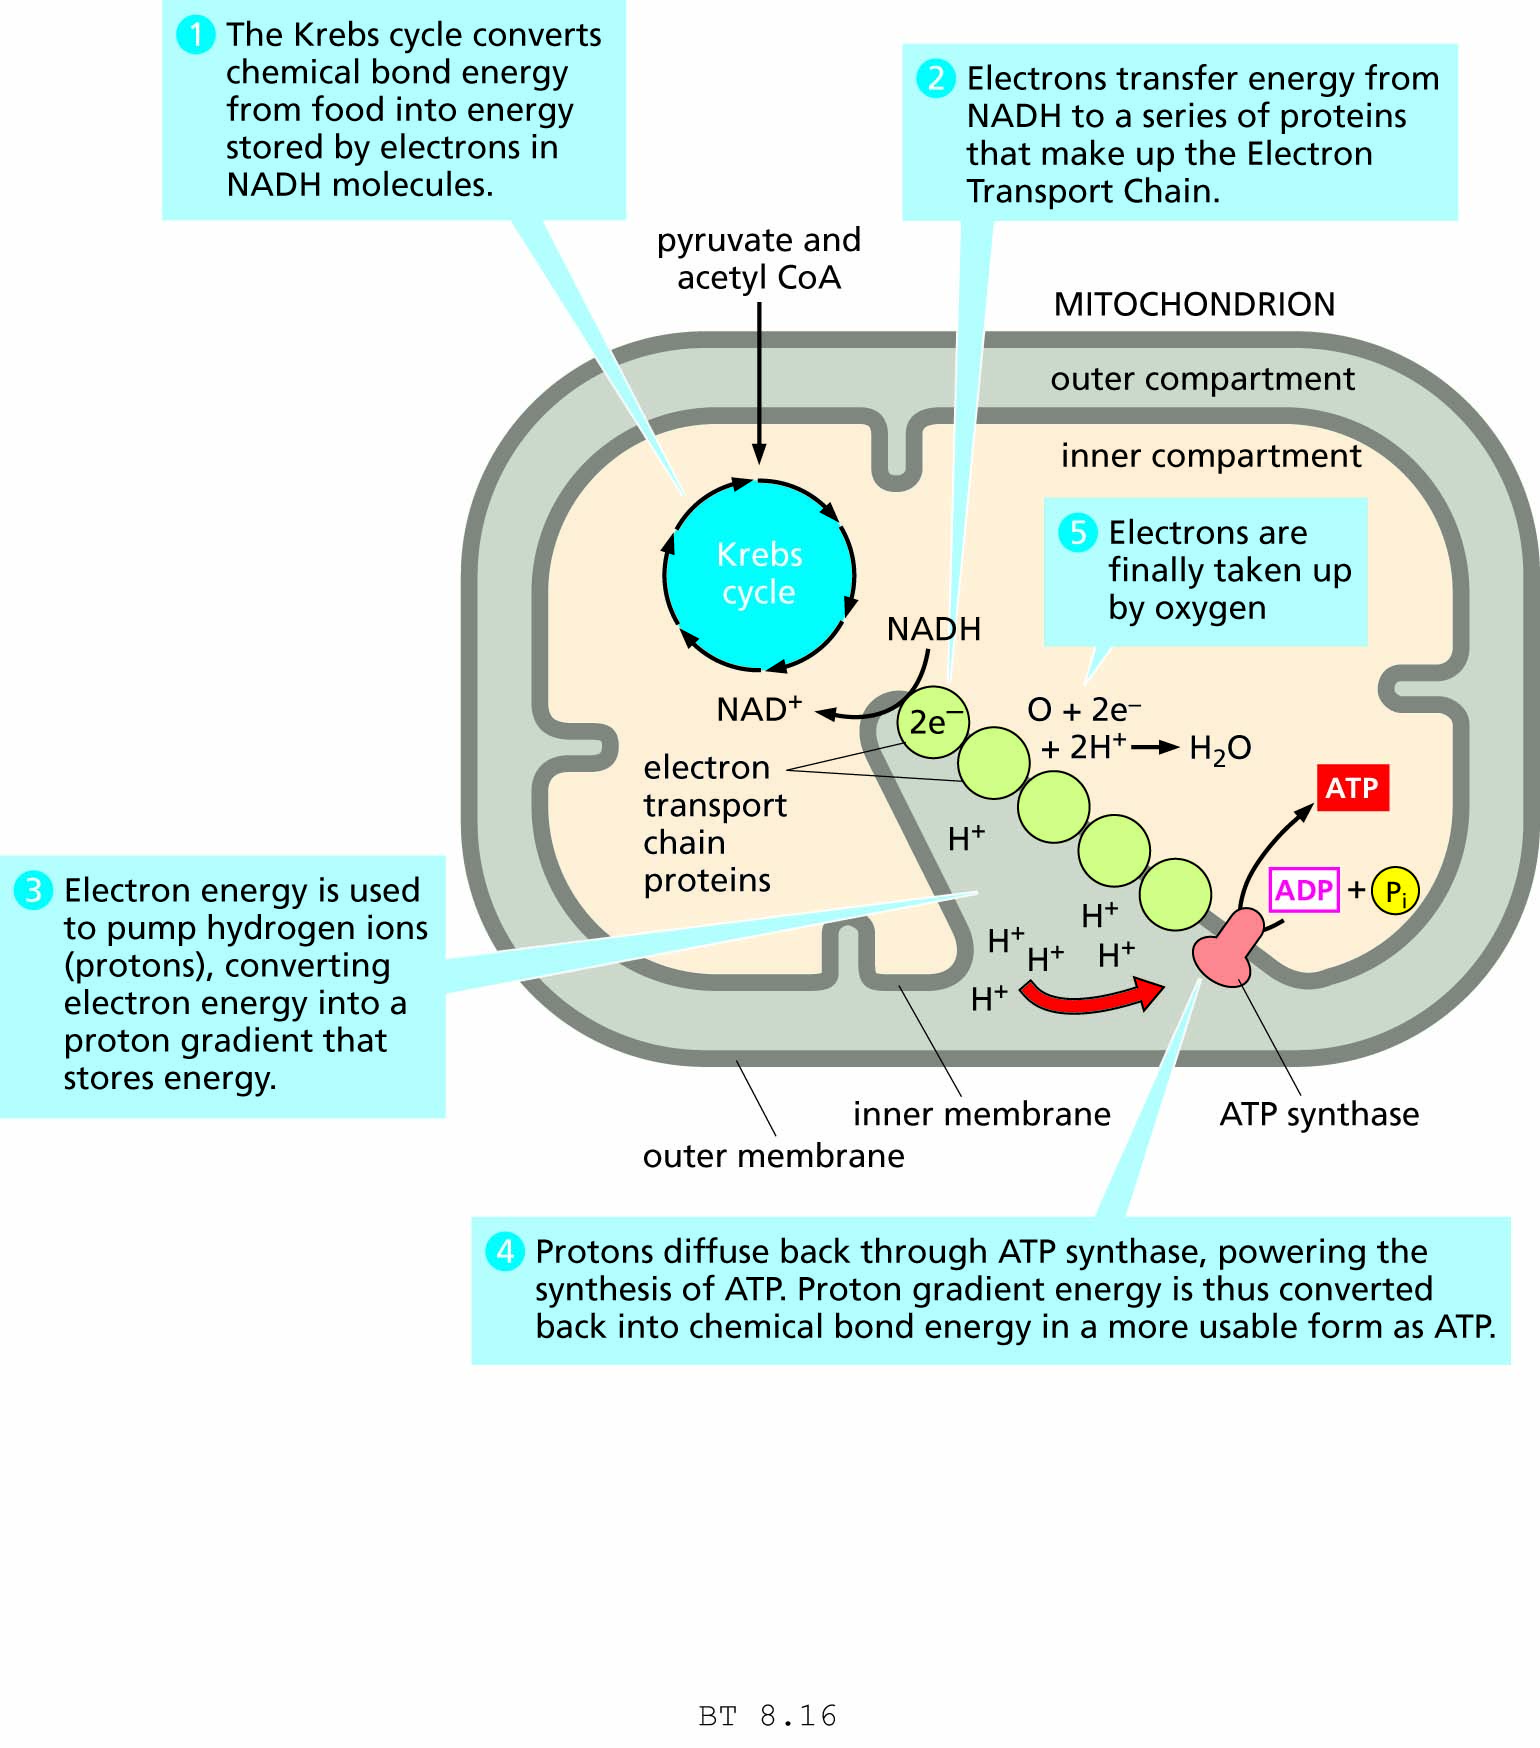 1 The Krebs cycle converts
chemical bond energy
from food into energy
stored by electrons in
NADH molecules.
2 Electrons transfer energy from
NADH to a series of proteins
that make up the Electron
Transport Chain.
pyruvate and
acetyl CoA
MITOCHONDRION
outer compartment
inner compartment
5 Electrons are
finally taken up
by oxygen
Krebs
cycle
NADH
NAD⁺
2e⁻
O + 2e⁻
+ 2H⁺ → H₂O
electron
transport
chain
proteins
ATP
ADP + Pᵢ
H⁺
H⁺
H⁺
H⁺
H⁺
H⁺
3 Electron energy is used
to pump hydrogen ions
(protons), converting
electron energy into a
proton gradient that
stores energy.
inner membrane
ATP synthase
outer membrane
4 Protons diffuse back through ATP synthase, powering the
synthesis of ATP. Proton gradient energy is thus converted
back into chemical bond energy in a more usable form as ATP.
BT 8.16